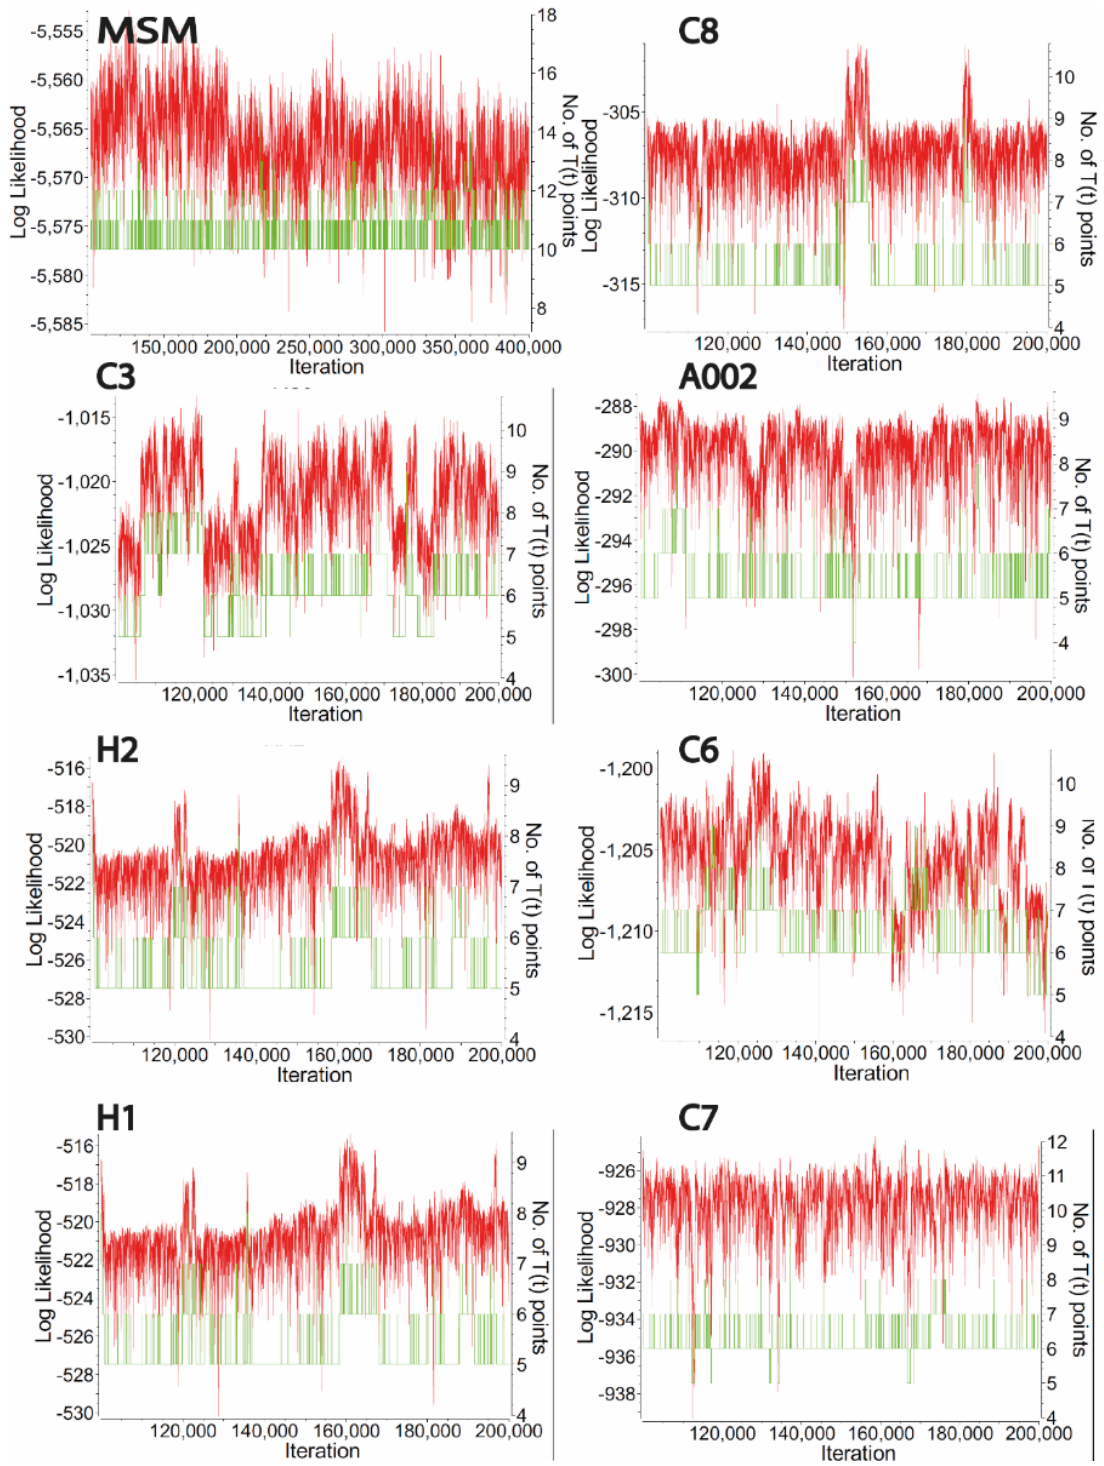 MSM
-5,555
-5,560
-5,565
-5,570
-5,575
-5,580
-5,585
Log Likelihood
18
16
14
12
10
8
No. of T(t) points
150,000 200,000 250,000 300,000 350,000 400,000
Iteration
C8
-305
-310
-315
Log Likelihood
10
9
8
7
6
5
4
No. of T(t) points
120,000 140,000 160,000 180,000 200,000
Iteration
C3
-1,015
-1,020
-1,025
-1,030
-1,035
Log Likelihood
10
9
8
7
6
5
4
No. of T(t) points
120,000 140,000 160,000 180,000 200,000
Iteration
A002
-288
-290
-292
-294
-296
-298
-300
Log Likelihood
9
8
7
6
5
4
No. of T(t) points
120,000 140,000 160,000 180,000 200,000
Iteration
H2
-516
-518
-520
-522
-524
-526
-528
-530
Log Likelihood
9
8
7
6
5
4
No. of T(t) points
120,000 140,000 160,000 180,000 200,000
Iteration
C6
-1,200
-1,205
-1,210
-1,215
Log Likelihood
10
9
8
7
6
5
4
No. of T(t) points
120,000 140,000 160,000 180,000 200,000
Iteration
H1
-516
-518
-520
-522
-524
-526
-528
-530
Log Likelihood
9
8
7
6
5
4
No. of T(t) points
120,000 140,000 160,000 180,000 200,000
Iteration
C7
-926
-928
-930
-932
-934
-936
-938
Log Likelihood
12
11
10
9
8
7
6
5
4
No. of T(t) points
120,000 140,000 160,000 180,000 200,000
Iteration